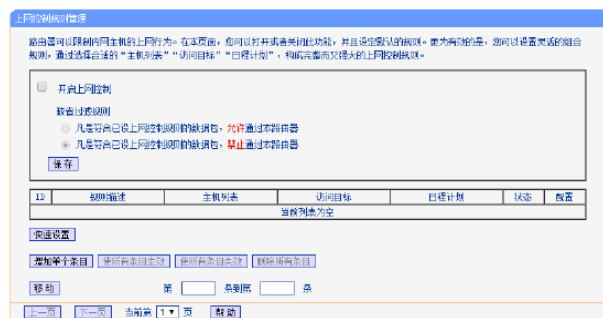 上网控制规则管理
路由器可以限制内网主机的上网行为。在本页面，您可以打开或者关闭此功能，并且设定默认的规则。更为有效的是，您可以设置灵活的组合
规则，通过选择合适的“主机列表”“访问目标”“日程计划”，构成完整而又强大的上网控制规则。
开启上网控制
缺省过滤规则
凡是符合已设上网控制规则的数据包，允许通过本路由器
凡是符合已设上网控制规则的数据包，禁止通过本路由器
保存
ID 规则描述 主机列表 访问目标 日程计划 状态 配置
当前列表为空
快速设置
增加单个条目 使所有条目生效 使所有条目失效 删除所有条目
移动 第 条到第 条
上一页 下一页 当前第 1 页 帮助